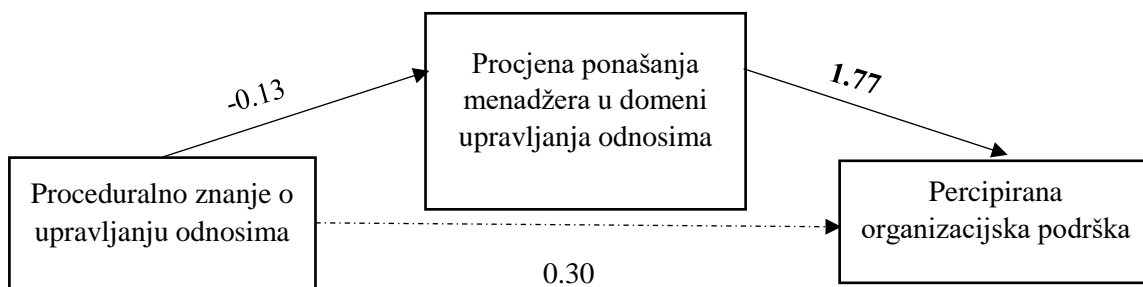 Procjena ponašanja
menadžera u domeni
upravljanja odnosima
-0.13
1.77
Proceduralno znanje o
upravljanju odnosima
Percipirana
organizacijska podrška
0.30